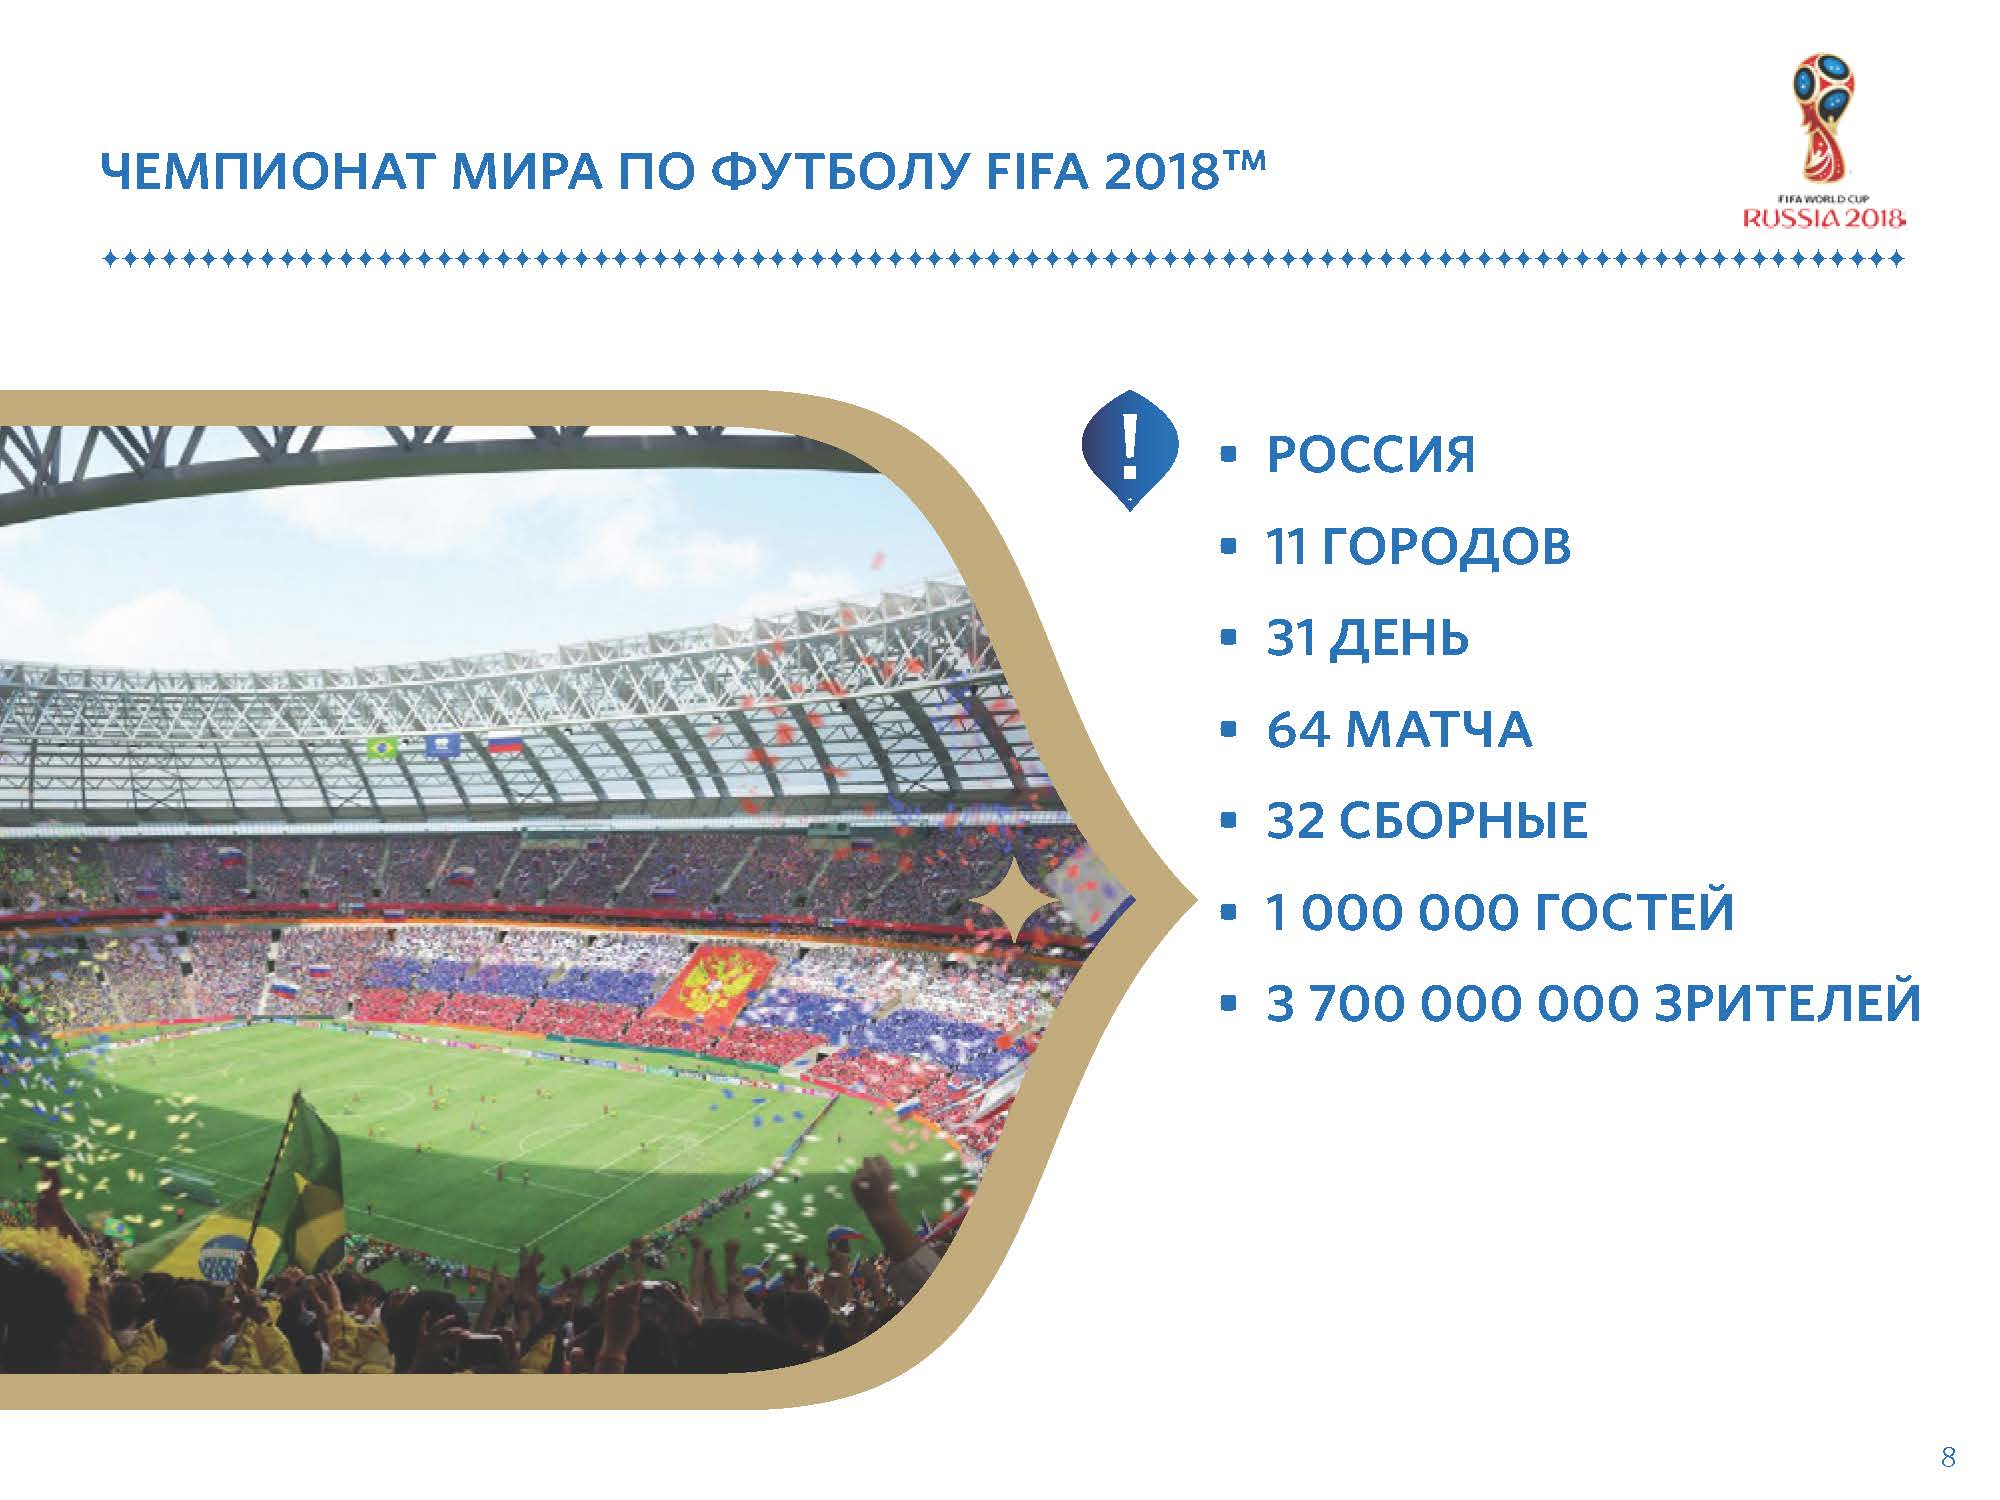 ЧЕМПИОНАТ МИРА ПО ФУТБОЛУ FIFA 2018™
FIFA WORLD CUP
RUSSIA 2018
!
▪ РОССИЯ
▪ 11 ГОРОДОВ
▪ 31 ДЕНЬ
▪ 64 МАТЧА
▪ 32 СБОРНЫЕ
▪ 1 000 000 ГОСТЕЙ
▪ 3 700 000 000 ЗРИТЕЛЕЙ
8